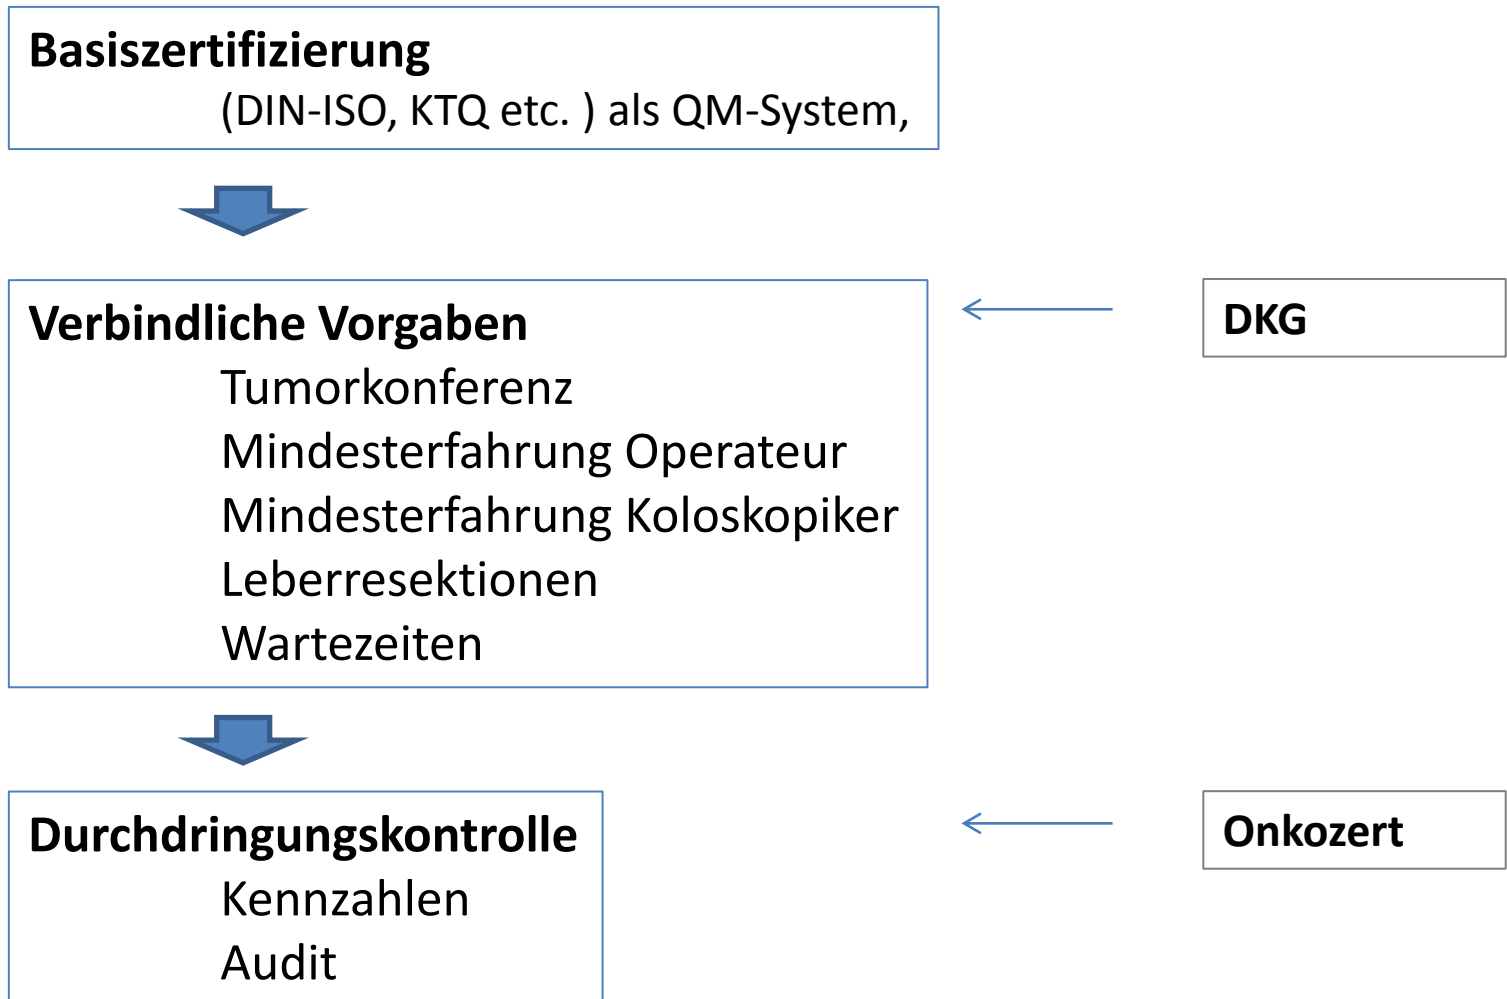 Basiszertifizierung
(DIN-ISO, KTQ etc. ) als QM-System,
Verbindliche Vorgaben
Tumorkonferenz
Mindesterfahrung Operateur
Mindesterfahrung Koloskopiker
Leberresektionen
Wartezeiten
DKG
Durchdringungskontrolle
Kennzahlen
Audit
Onkozert